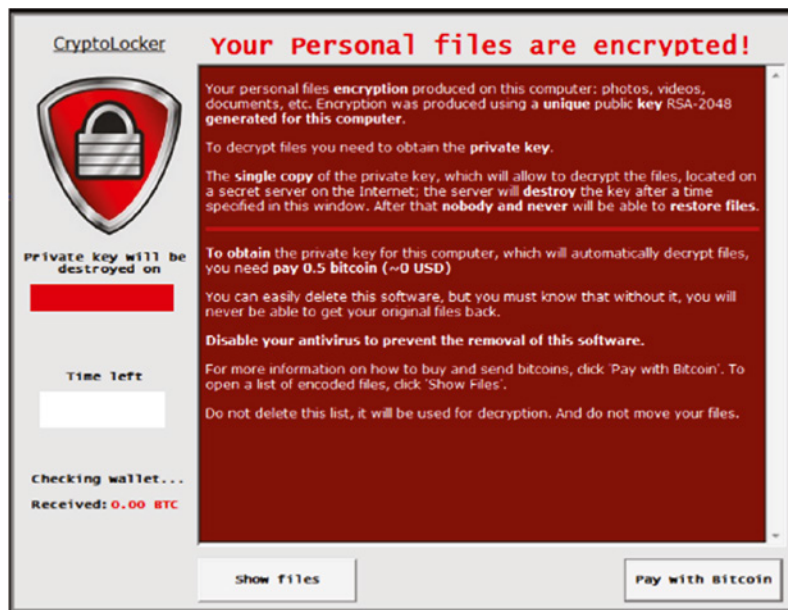 CryptoLocker
Your Personal files are encrypted!
Private key will be
destroyed on
Time left
Checking wallet...
Received: 0.00 BTC
Your personal files encryption produced on this computer: photos, videos,
documents, etc. Encryption was produced using a unique public key RSA-2048
generated for this computer.
To decrypt files you need to obtain the private key.
The single copy of the private key, which will allow to decrypt the files, located on
a secret server on the Internet; the server will destroy the key after a time
specified in this window. After that nobody and never will be able to restore files.
To obtain the private key for this computer, which will automatically decrypt files,
you need pay 0.5 bitcoin (~0 USD)
You can easily delete this software, but you must know that without it, you will
never be able to get your original files back.
Disable your antivirus to prevent the removal of this software.
For more information on how to buy and send bitcoins, click 'Pay with Bitcoin'. To
open a list of encoded files, click 'Show Files'.
Do not delete this list, it will be used for decryption. And do not move your files.
Show files
Pay with Bitcoin